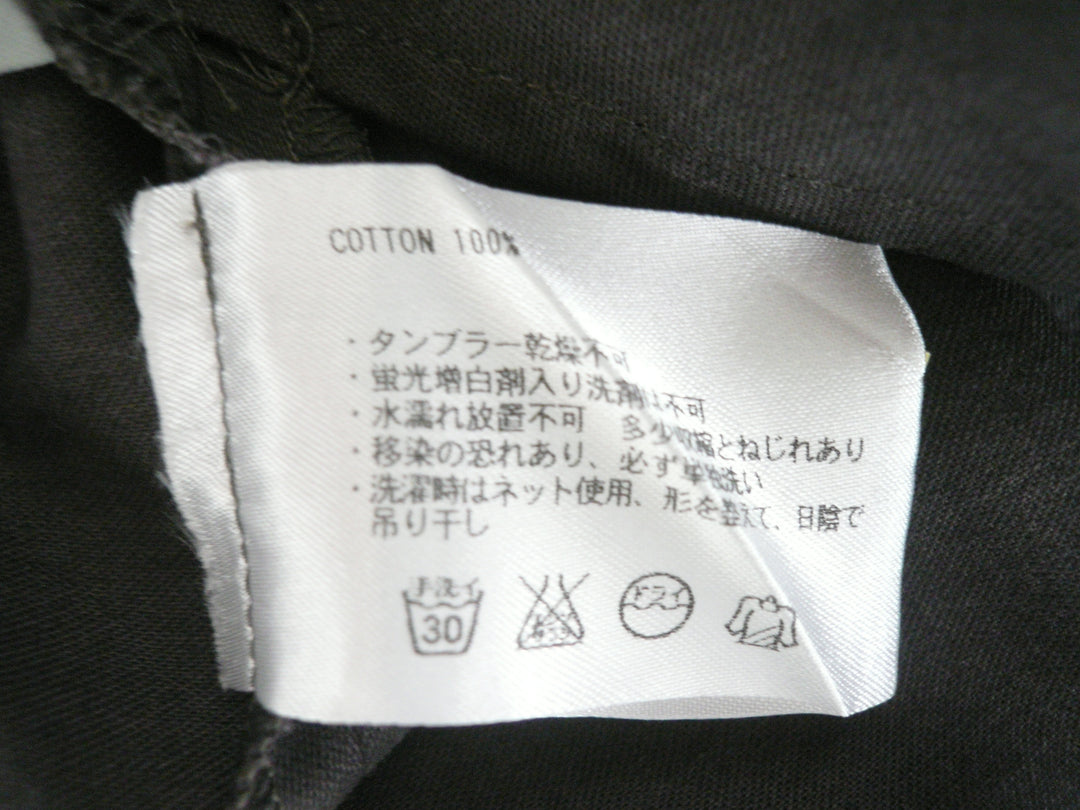 COTTON 100%
・タンブラー乾燥不可
・蛍光増白剤入り洗剤は不可
・水濡れ放置不可 多少収縮とねじれあり
・移染の恐れあり、必ず単独洗い
・洗濯時はネット使用、形を整えて、日陰で
吊り干し
手洗イ ドライ
30